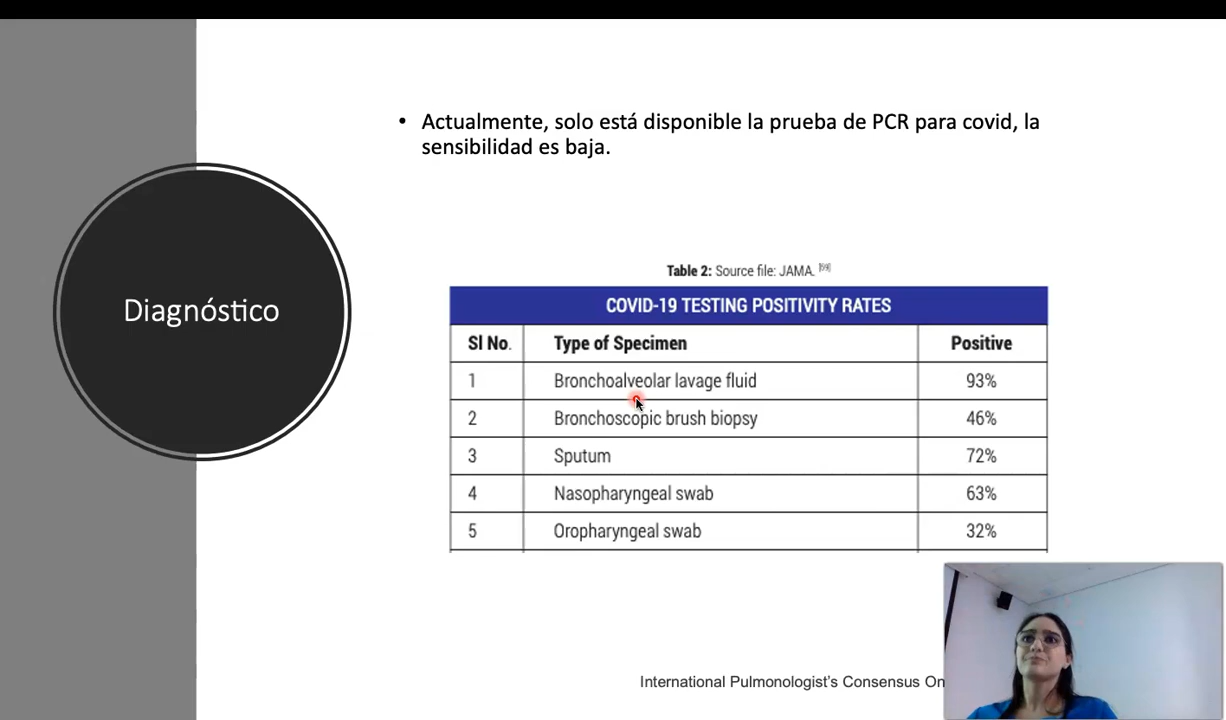 • Actualmente, solo está disponible la prueba de PCR para covid, la
sensibilidad es baja.
Diagnóstico
Table 2: Source file: JAMA. [59]
COVID-19 TESTING POSITIVITY RATES
Sl No. Type of Specimen Positive
1 Bronchoalveolar lavage fluid 93%
2 Bronchoscopic brush biopsy 46%
3 Sputum 72%
4 Nasopharyngeal swab 63%
5 Oropharyngeal swab 32%
International Pulmonologist's Consensus On